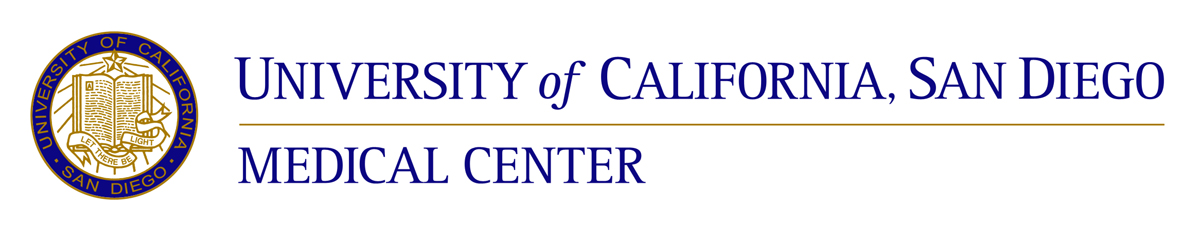 UNIVERSITY OF CALIFORNIA
A
LET THERE BE LIGHT
· SAN DIEGO ·
UNIVERSITY of CALIFORNIA, SAN DIEGO
MEDICAL CENTER